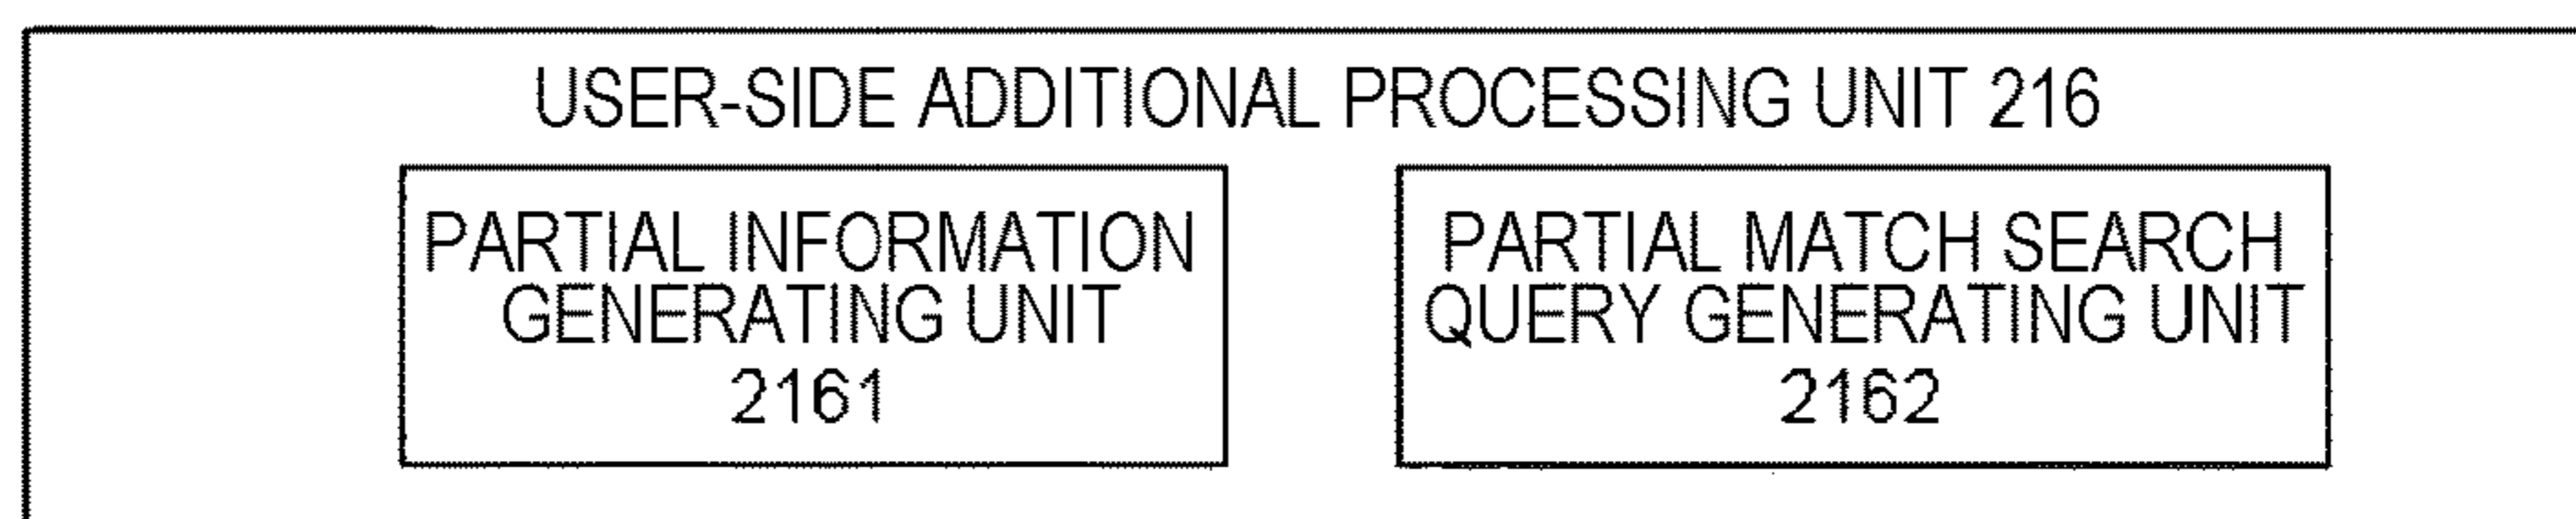 USER-SIDE ADDITIONAL PROCESSING UNIT 216
PARTIAL INFORMATION
GENERATING UNIT
2161
PARTIAL MATCH SEARCH
QUERY GENERATING UNIT
2162